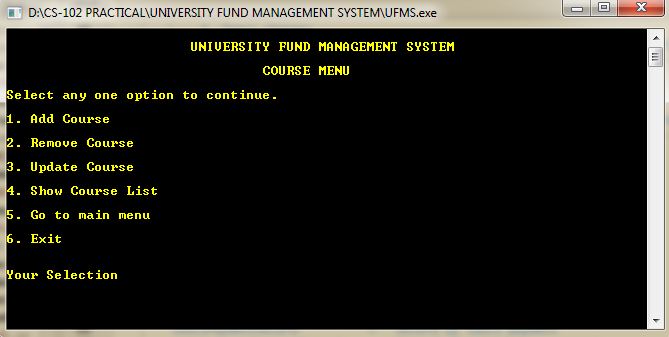 D:\CS-102 PRACTICAL\UNIVERSITY FUND MANAGEMENT SYSTEM\UFMS.exe
UNIVERSITY FUND MANAGEMENT SYSTEM
COURSE MENU
Select any one option to continue.
1. Add Course
2. Remove Course
3. Update Course
4. Show Course List
5. Go to main menu
6. Exit
Your Selection